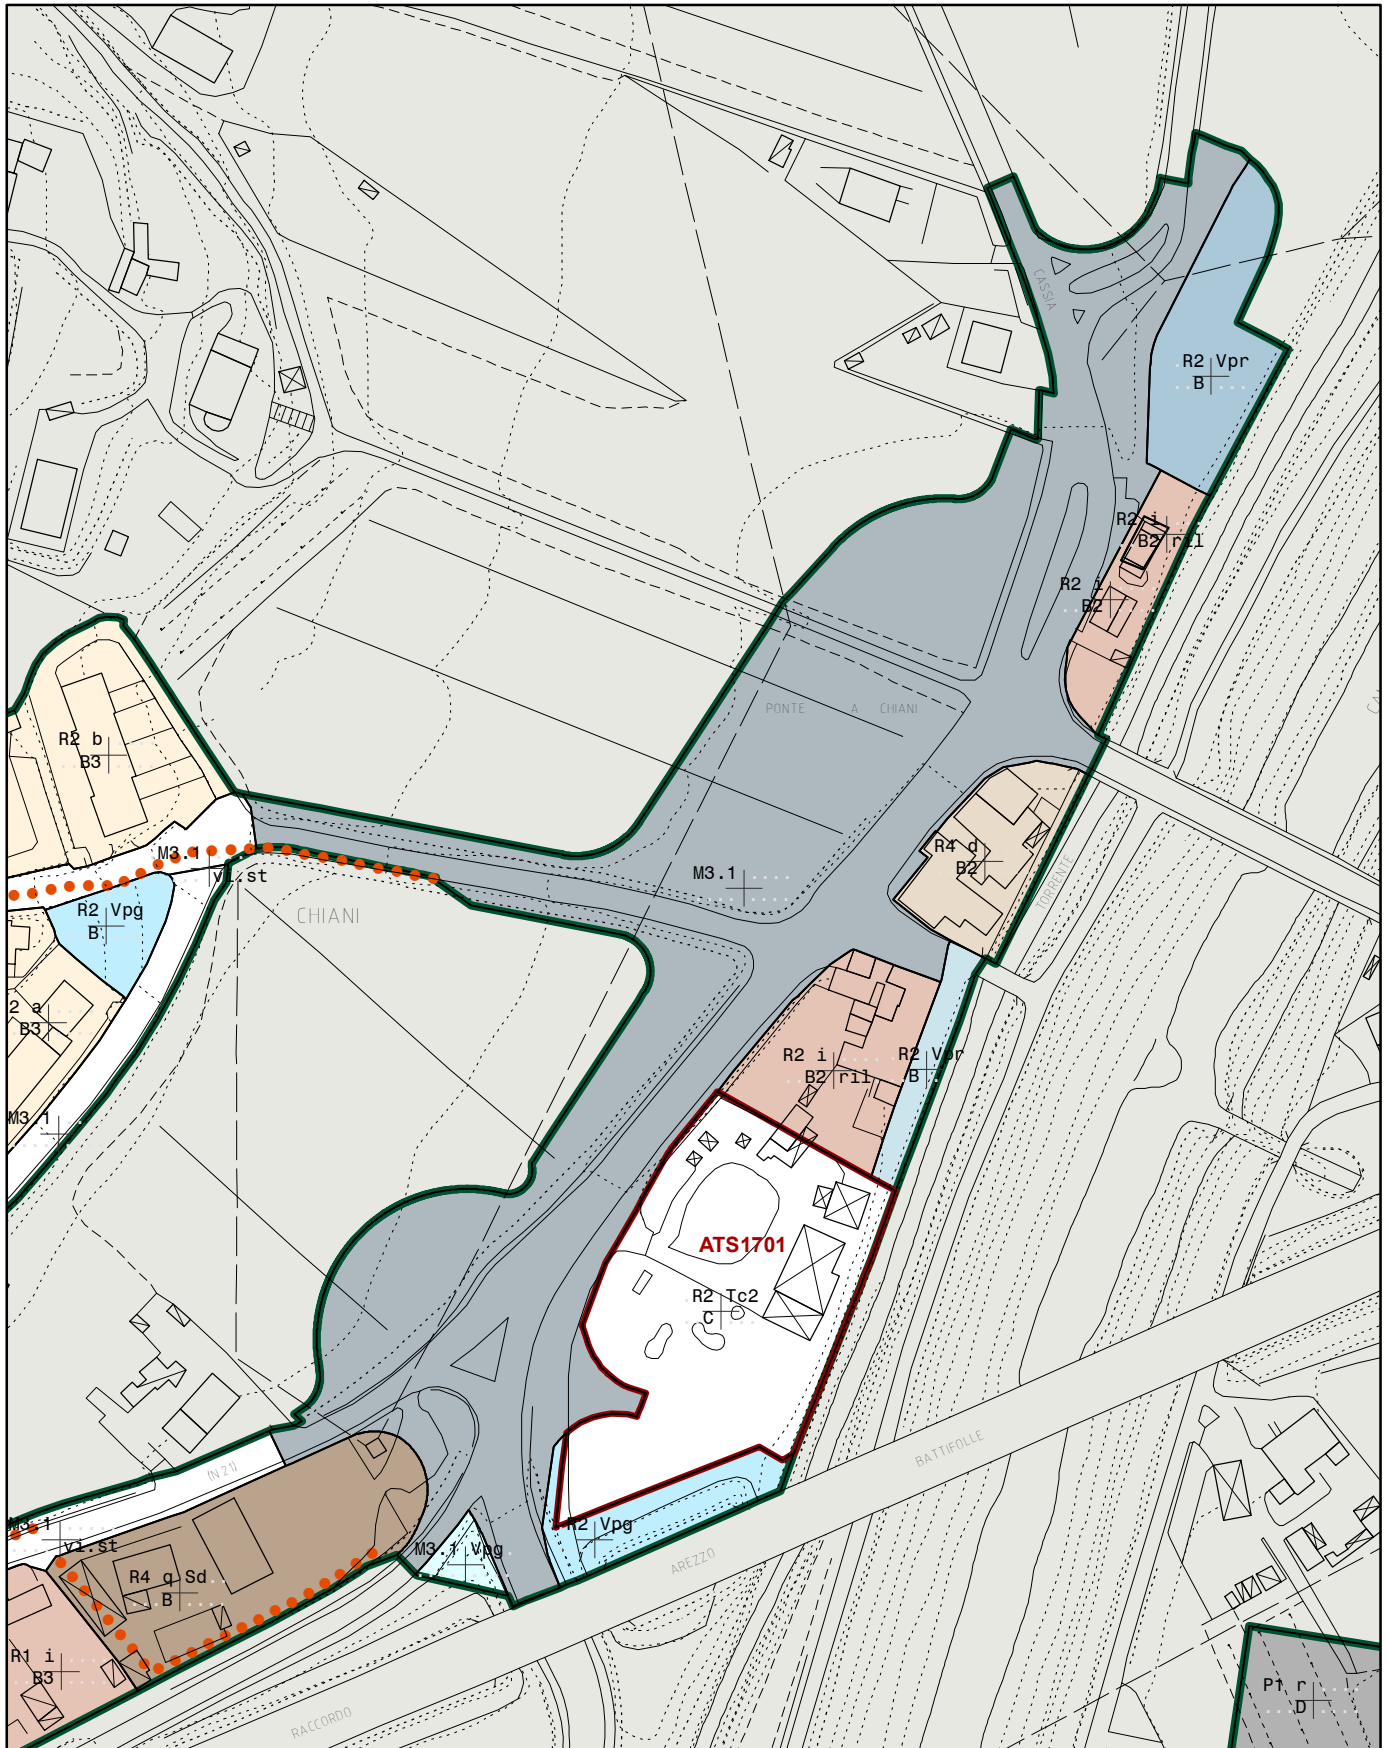 CASSIA
R2 Vpr
B
R2 i
B2 ril
R2 i
B2
PONTE A CHIANI
R2 b
B3
M3.1
vi.st
R4 d
B2
M3.1
TORRENTE
R2 Vpg
B
CHIANI
2 a
B3
R2 i
B2 ril
R2 Vpr
B
M3.1
ATS1701
R2 Tc2
C
BATTIFOLLE
(N 21)
M3.1
vi.st
R2 Vpg
M3.1 Vpg
AREZZO
R4 q Sd
B
R1 i
B3
P1 r
D
RACCORDO